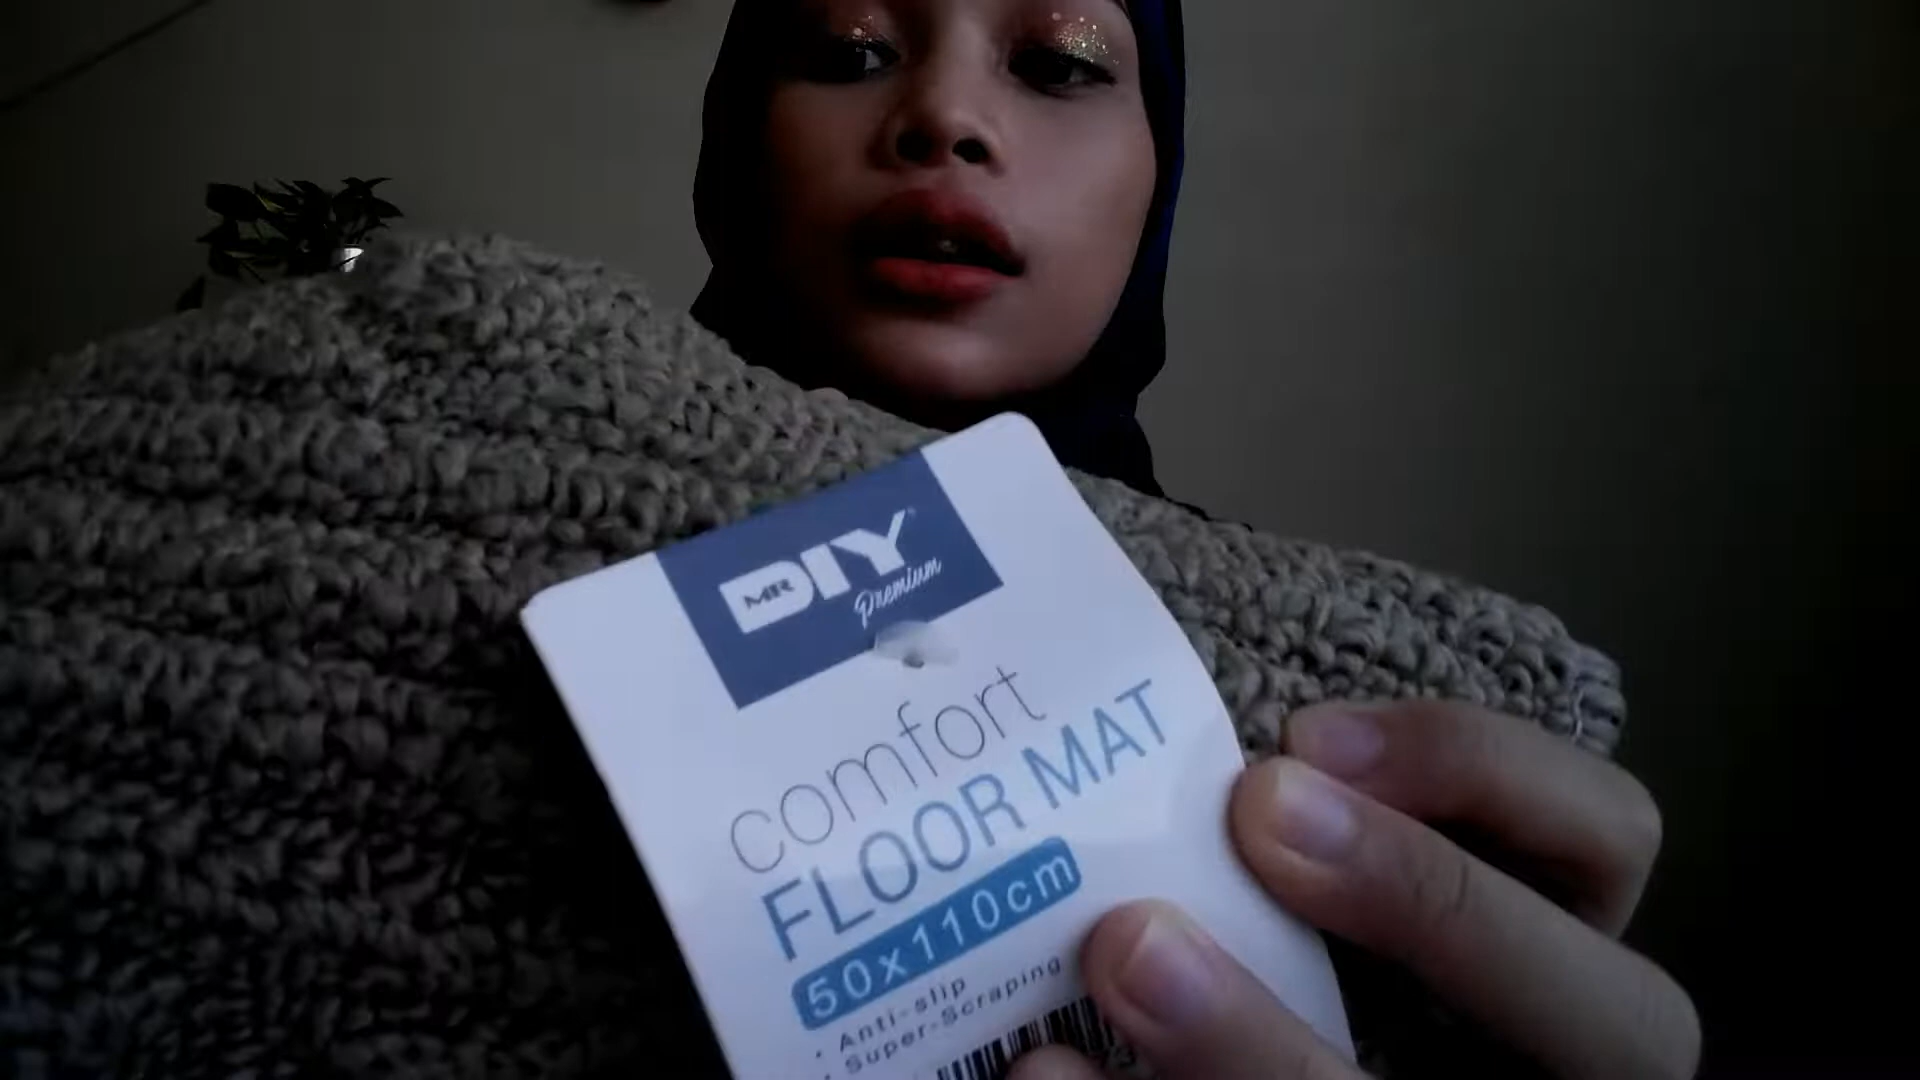 MR DIY
Premium
comfort
FLOOR MAT
50x110cm
• Anti-slip
• Super-Scraping